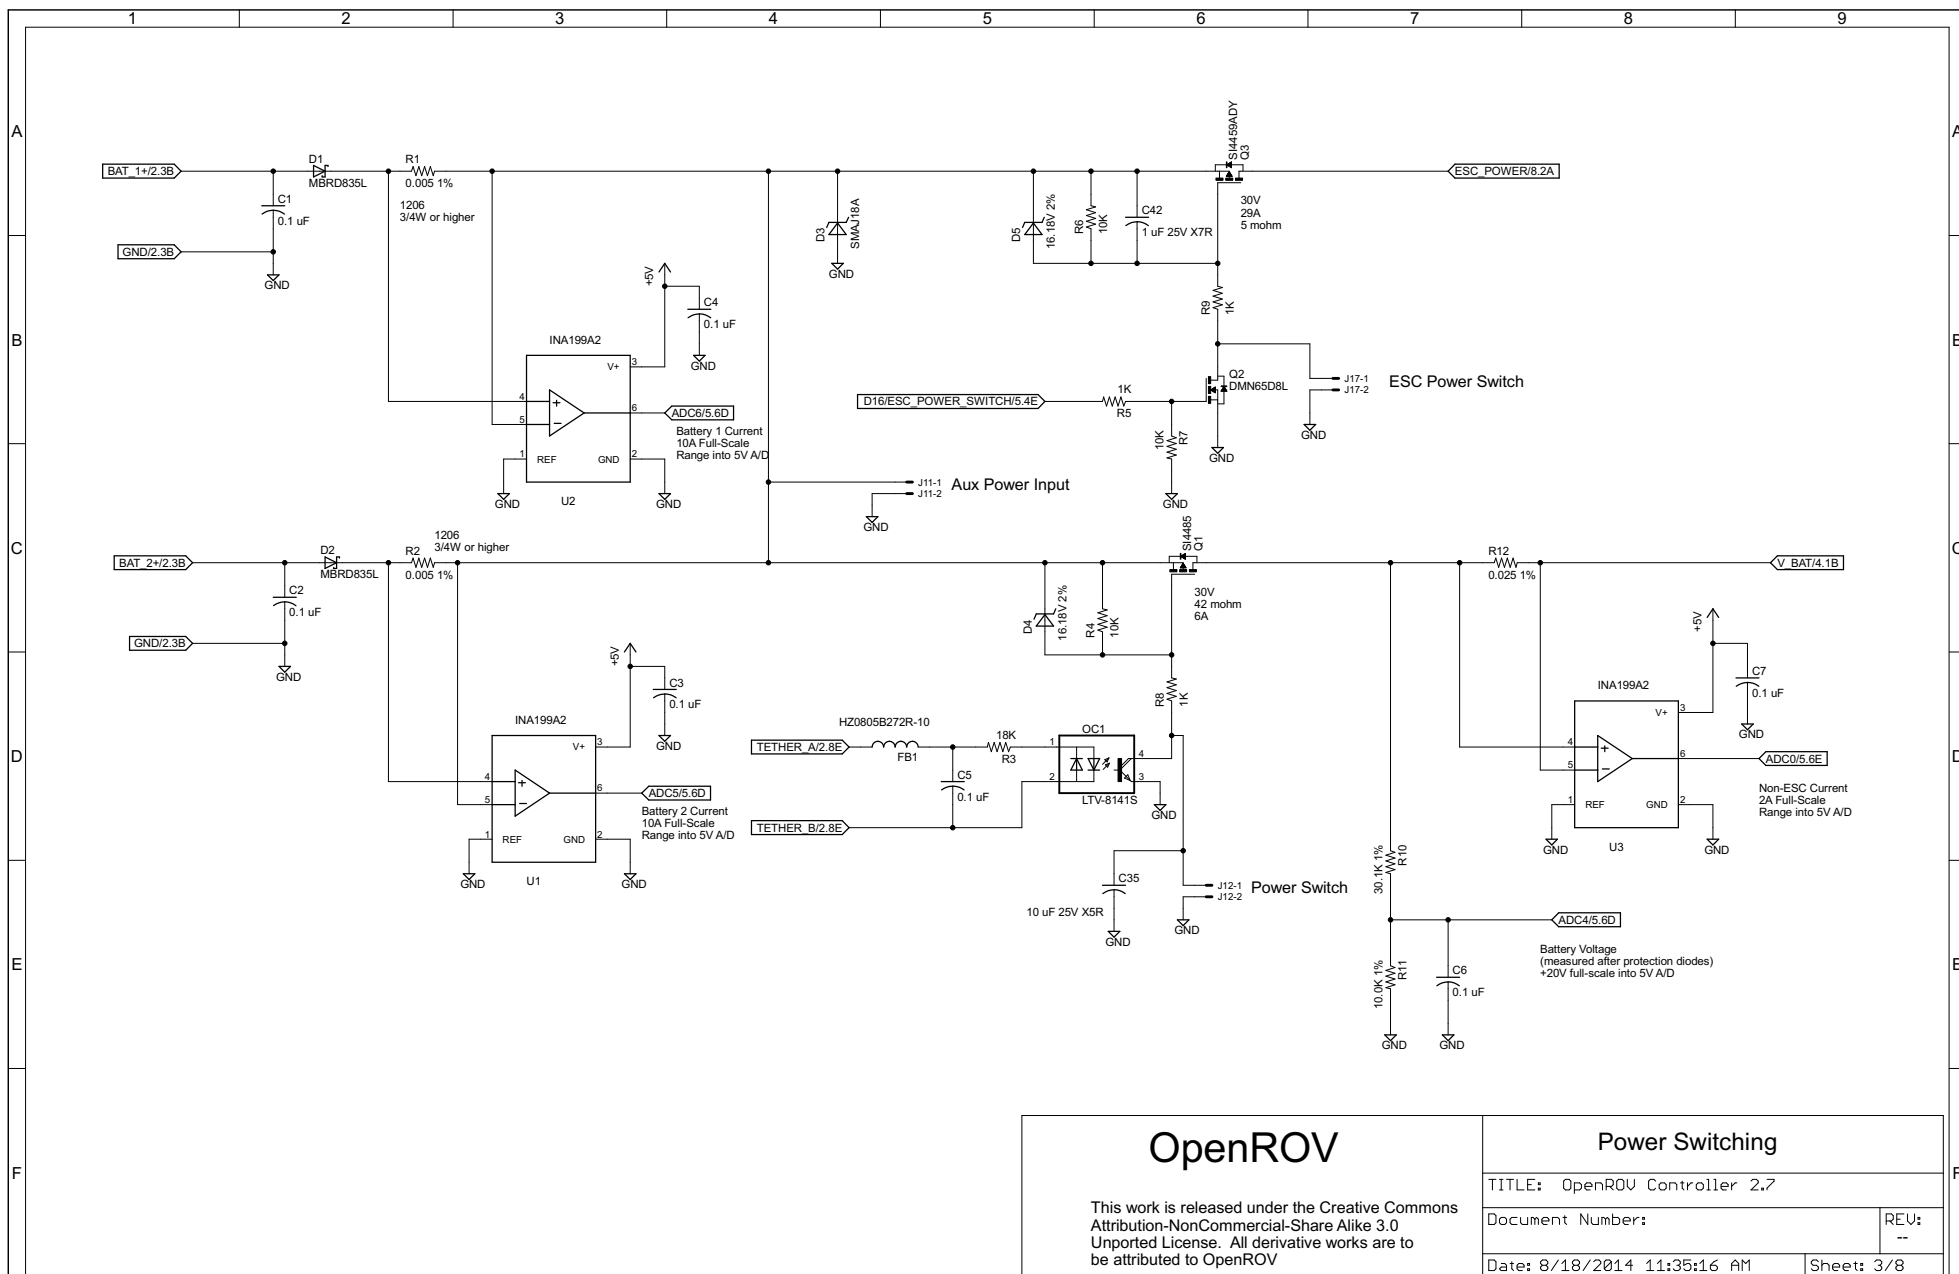 1 2 3 4 5 6 7 8 9
A
A
SI4459ADY
Q3
BAT_1+/2.3B
D1
MBRD835L
R1
0.005 1%
1206
3/4W or higher
ESC_POWER/8.2A
C1
0.1 uF
D3
SMAJ18A
D5
16.18V 2%
R6
10K
C42
1 uF 25V X7R
30V
29A
5 mohm
GND/2.3B
GND
GND
+5V
C4
0.1 uF
R9
1K
B
B
INA199A2
V+
3
GND
Q2
DMN65D8L
J17-1
J17-2
ESC Power Switch
4
5
6
ADC6/5.6D
D16/ESC_POWER_SWITCH/5.4E
1K
R5
Battery 1 Current
10A Full-Scale
Range into 5V A/D
10K
R7
GND
GND
1
REF
GND
2
GND
U2
GND
J11-1
J11-2
Aux Power Input
GND
GND
C
C
BAT_2+/2.3B
D2
MBRD835L
R2
0.005 1%
1206
3/4W or higher
SI4485
Q1
R12
0.025 1%
V_BAT/4.1B
C2
0.1 uF
D4
16.18V 2%
R4
10K
30V
42 mohm
6A
GND/2.3B
GND
+5V
C3
0.1 uF
R8
1K
+5V
C7
0.1 uF
INA199A2
INA199A2
D
D
V+
3
GND
TETHER_A/2.8E
HZ0805B272R-10
FB1
18K
R3
OC1
1
2
4
3
LTV-8141S
GND
C5
0.1 uF
TETHER_B/2.8E
V+
3
GND
4
5
6
ADC5/5.6D
Battery 2 Current
10A Full-Scale
Range into 5V A/D
4
5
6
ADC0/5.6E
Non-ESC Current
2A Full-Scale
Range into 5V A/D
1
REF
GND
2
GND
U1
GND
1
REF
GND
2
GND
U3
GND
30.1K 1%
R10
C35
10 uF 25V X5R
GND
J12-1
J12-2
Power Switch
GND
ADC4/5.6D
E
E
Battery Voltage
(measured after protection diodes)
+20V full-scale into 5V A/D
10.0K 1%
R11
C6
0.1 uF
GND
GND
F
F
OpenROV
This work is released under the Creative Commons
Attribution-NonCommercial-Share Alike 3.0
Unported License. All derivative works are to
be attributed to OpenROV
Power Switching
TITLE: OpenROV Controller 2.7
Document Number:
REV:
--
Date: 8/18/2014 11:35:16 AM
Sheet: 3/8